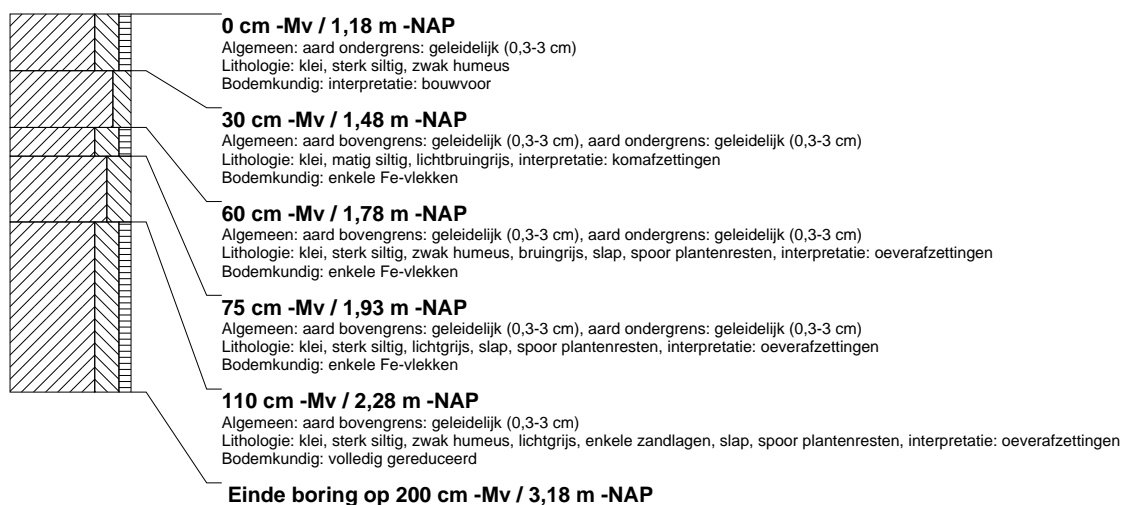 0 cm -Mv / 1,18 m -NAP
Algemeen: aard ondergrens: geleidelijk (0,3-3 cm)
Lithologie: klei, sterk siltig, zwak humeus
Bodemkundig: interpretatie: bouwvoor
30 cm -Mv / 1,48 m -NAP
Algemeen: aard bovengrens: geleidelijk (0,3-3 cm), aard ondergrens: geleidelijk (0,3-3 cm)
Lithologie: klei, matig siltig, lichtbruingrijs, interpretatie: komafzettingen
Bodemkundig: enkele Fe-vlekken
60 cm -Mv / 1,78 m -NAP
Algemeen: aard bovengrens: geleidelijk (0,3-3 cm), aard ondergrens: geleidelijk (0,3-3 cm)
Lithologie: klei, sterk siltig, zwak humeus, bruingrijs, slap, spoor plantenresten, interpretatie: oeverafzettingen
Bodemkundig: enkele Fe-vlekken
75 cm -Mv / 1,93 m -NAP
Algemeen: aard bovengrens: geleidelijk (0,3-3 cm), aard ondergrens: geleidelijk (0,3-3 cm)
Lithologie: klei, sterk siltig, lichtgrijs, slap, spoor plantenresten, interpretatie: oeverafzettingen
Bodemkundig: enkele Fe-vlekken
110 cm -Mv / 2,28 m -NAP
Algemeen: aard bovengrens: geleidelijk (0,3-3 cm)
Lithologie: klei, sterk siltig, zwak humeus, lichtgrijs, enkele zandlagen, slap, spoor plantenresten, interpretatie: oeverafzettingen
Bodemkundig: volledig gereduceerd
Einde boring op 200 cm -Mv / 3,18 m -NAP